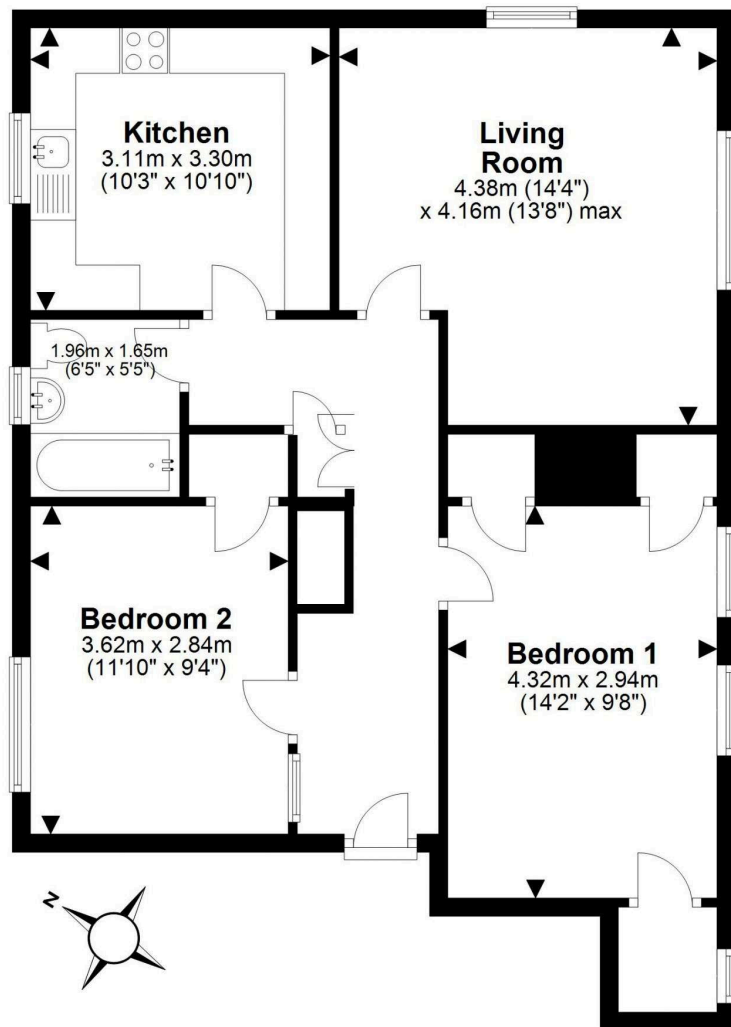 Kitchen
3.11m x 3.30m
(10'3" x 10'10")
Living
Room
4.38m (14'4")
x 4.16m (13'8") max
1.96m x 1.65m
(6'5" x 5'5")
Bedroom 2
3.62m x 2.84m
(11'10" x 9'4")
Bedroom 1
4.32m x 2.94m
(14'2" x 9'8")
N